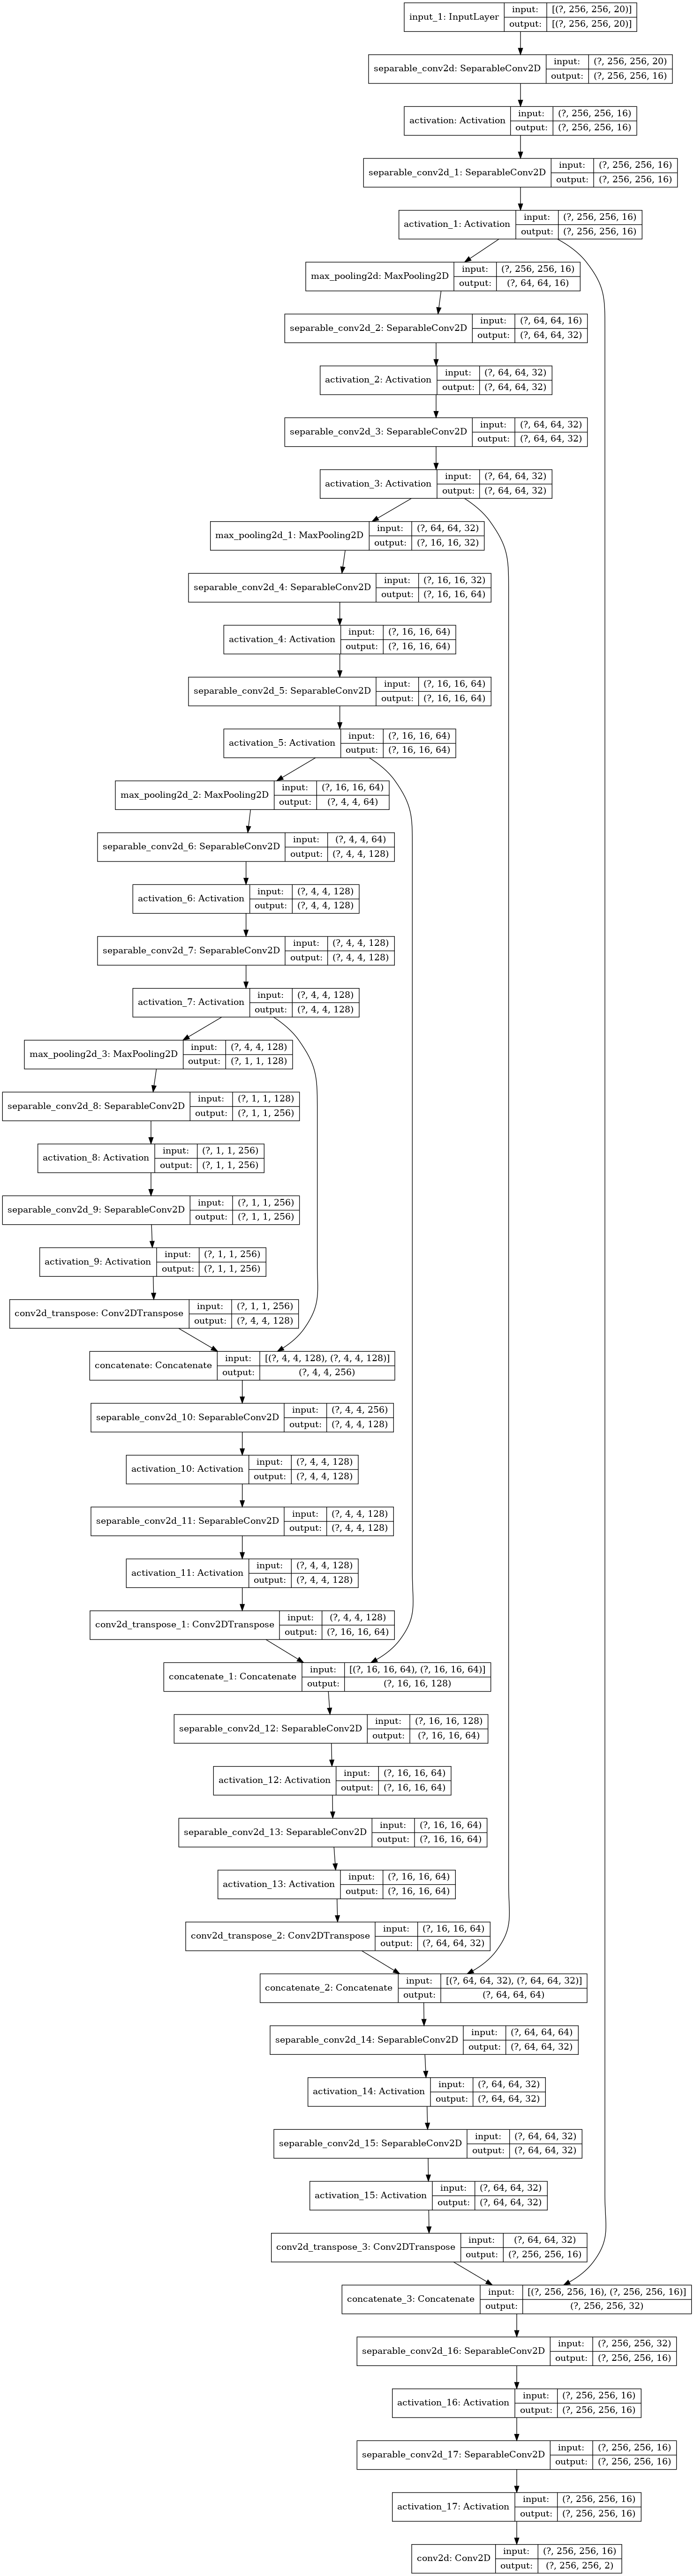 input_1: InputLayer
input: [(?, 256, 256, 20)]
output: [(?, 256, 256, 20)]
separable_conv2d: SeparableConv2D
input: (?, 256, 256, 20)
output: (?, 256, 256, 16)
activation: Activation
input: (?, 256, 256, 16)
output: (?, 256, 256, 16)
separable_conv2d_1: SeparableConv2D
input: (?, 256, 256, 16)
output: (?, 256, 256, 16)
activation_1: Activation
input: (?, 256, 256, 16)
output: (?, 256, 256, 16)
max_pooling2d: MaxPooling2D
input: (?, 256, 256, 16)
output: (?, 64, 64, 16)
separable_conv2d_2: SeparableConv2D
input: (?, 64, 64, 16)
output: (?, 64, 64, 32)
activation_2: Activation
input: (?, 64, 64, 32)
output: (?, 64, 64, 32)
separable_conv2d_3: SeparableConv2D
input: (?, 64, 64, 32)
output: (?, 64, 64, 32)
activation_3: Activation
input: (?, 64, 64, 32)
output: (?, 64, 64, 32)
max_pooling2d_1: MaxPooling2D
input: (?, 64, 64, 32)
output: (?, 16, 16, 32)
separable_conv2d_4: SeparableConv2D
input: (?, 16, 16, 32)
output: (?, 16, 16, 64)
activation_4: Activation
input: (?, 16, 16, 64)
output: (?, 16, 16, 64)
separable_conv2d_5: SeparableConv2D
input: (?, 16, 16, 64)
output: (?, 16, 16, 64)
activation_5: Activation
input: (?, 16, 16, 64)
output: (?, 16, 16, 64)
max_pooling2d_2: MaxPooling2D
input: (?, 16, 16, 64)
output: (?, 4, 4, 64)
separable_conv2d_6: SeparableConv2D
input: (?, 4, 4, 64)
output: (?, 4, 4, 128)
activation_6: Activation
input: (?, 4, 4, 128)
output: (?, 4, 4, 128)
separable_conv2d_7: SeparableConv2D
input: (?, 4, 4, 128)
output: (?, 4, 4, 128)
activation_7: Activation
input: (?, 4, 4, 128)
output: (?, 4, 4, 128)
max_pooling2d_3: MaxPooling2D
input: (?, 4, 4, 128)
output: (?, 1, 1, 128)
separable_conv2d_8: SeparableConv2D
input: (?, 1, 1, 128)
output: (?, 1, 1, 256)
activation_8: Activation
input: (?, 1, 1, 256)
output: (?, 1, 1, 256)
separable_conv2d_9: SeparableConv2D
input: (?, 1, 1, 256)
output: (?, 1, 1, 256)
activation_9: Activation
input: (?, 1, 1, 256)
output: (?, 1, 1, 256)
conv2d_transpose: Conv2DTranspose
input: (?, 1, 1, 256)
output: (?, 4, 4, 128)
concatenate: Concatenate
input: [(?, 4, 4, 128), (?, 4, 4, 128)]
output: (?, 4, 4, 256)
separable_conv2d_10: SeparableConv2D
input: (?, 4, 4, 256)
output: (?, 4, 4, 128)
activation_10: Activation
input: (?, 4, 4, 128)
output: (?, 4, 4, 128)
separable_conv2d_11: SeparableConv2D
input: (?, 4, 4, 128)
output: (?, 4, 4, 128)
activation_11: Activation
input: (?, 4, 4, 128)
output: (?, 4, 4, 128)
conv2d_transpose_1: Conv2DTranspose
input: (?, 4, 4, 128)
output: (?, 16, 16, 64)
concatenate_1: Concatenate
input: [(?, 16, 16, 64), (?, 16, 16, 64)]
output: (?, 16, 16, 128)
separable_conv2d_12: SeparableConv2D
input: (?, 16, 16, 128)
output: (?, 16, 16, 64)
activation_12: Activation
input: (?, 16, 16, 64)
output: (?, 16, 16, 64)
separable_conv2d_13: SeparableConv2D
input: (?, 16, 16, 64)
output: (?, 16, 16, 64)
activation_13: Activation
input: (?, 16, 16, 64)
output: (?, 16, 16, 64)
conv2d_transpose_2: Conv2DTranspose
input: (?, 16, 16, 64)
output: (?, 64, 64, 32)
concatenate_2: Concatenate
input: [(?, 64, 64, 32), (?, 64, 64, 32)]
output: (?, 64, 64, 64)
separable_conv2d_14: SeparableConv2D
input: (?, 64, 64, 64)
output: (?, 64, 64, 32)
activation_14: Activation
input: (?, 64, 64, 32)
output: (?, 64, 64, 32)
separable_conv2d_15: SeparableConv2D
input: (?, 64, 64, 32)
output: (?, 64, 64, 32)
activation_15: Activation
input: (?, 64, 64, 32)
output: (?, 64, 64, 32)
conv2d_transpose_3: Conv2DTranspose
input: (?, 64, 64, 32)
output: (?, 256, 256, 16)
concatenate_3: Concatenate
input: [(?, 256, 256, 16), (?, 256, 256, 16)]
output: (?, 256, 256, 32)
separable_conv2d_16: SeparableConv2D
input: (?, 256, 256, 32)
output: (?, 256, 256, 16)
activation_16: Activation
input: (?, 256, 256, 16)
output: (?, 256, 256, 16)
separable_conv2d_17: SeparableConv2D
input: (?, 256, 256, 16)
output: (?, 256, 256, 16)
activation_17: Activation
input: (?, 256, 256, 16)
output: (?, 256, 256, 16)
conv2d: Conv2D
input: (?, 256, 256, 16)
output: (?, 256, 256, 2)